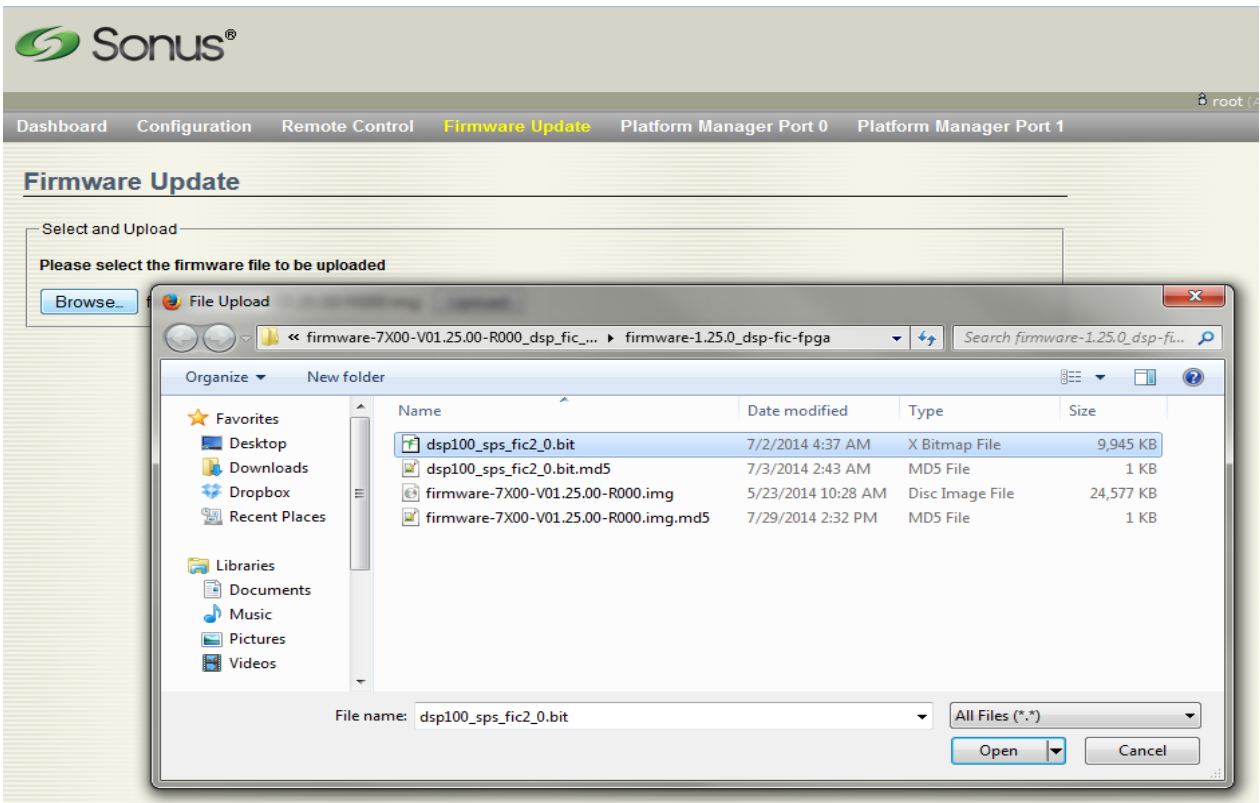 Sonus®
root (A
Dashboard Configuration Remote Control Firmware Update Platform Manager Port 0 Platform Manager Port 1
Firmware Update
Select and Upload
Please select the firmware file to be uploaded
Browse_
File Upload
« firmware-7X00-V01.25.00-R000_dsp_fic_... firmware-1.25.0_dsp-fic-fpga Search firmware-1.25.0_dsp-fi...
Organize New folder
Favorites
Desktop
Downloads
Dropbox
Recent Places
Libraries
Documents
Music
Pictures
Videos
Name Date modified Type Size
dsp100_sps_fic2_0.bit 7/2/2014 4:37 AM X Bitmap File 9,945 KB
dsp100_sps_fic2_0.bit.md5 7/3/2014 2:43 AM MD5 File 1 KB
firmware-7X00-V01.25.00-R000.img 5/23/2014 10:28 AM Disc Image File 24,577 KB
firmware-7X00-V01.25.00-R000.img.md5 7/29/2014 2:32 PM MD5 File 1 KB
File name: dsp100_sps_fic2_0.bit All Files (*.*)
Open Cancel